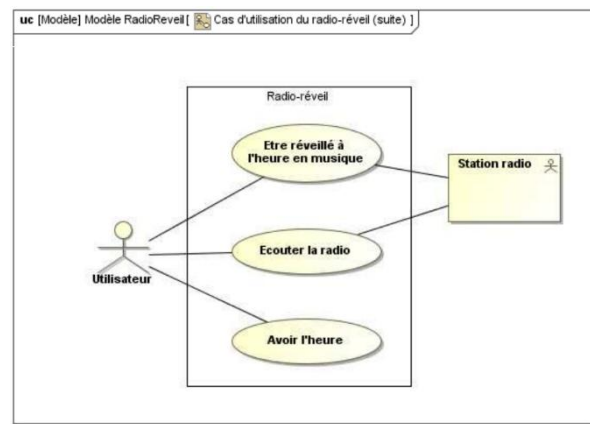 uc [Modèle] Modèle RadioReveil [ Cas d'utilisation du radio-réveil (suite) ]
Radio-réveil
Etre réveillé à
l'heure en musique
Station radio
Ecouter la radio
Utilisateur
Avoir l'heure